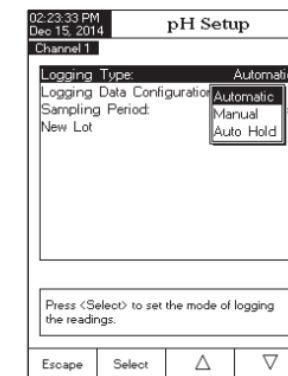 02:23:33 PM
Dec 15, 2014
pH Setup
Channel 1
Logging Type: Automatic
Logging Data Configuration
Automatic
Sampling Period:
Manual
New Lot
Auto Hold
Press <Select> to set the mode of logging
the readings.
Escape Select △ ▽